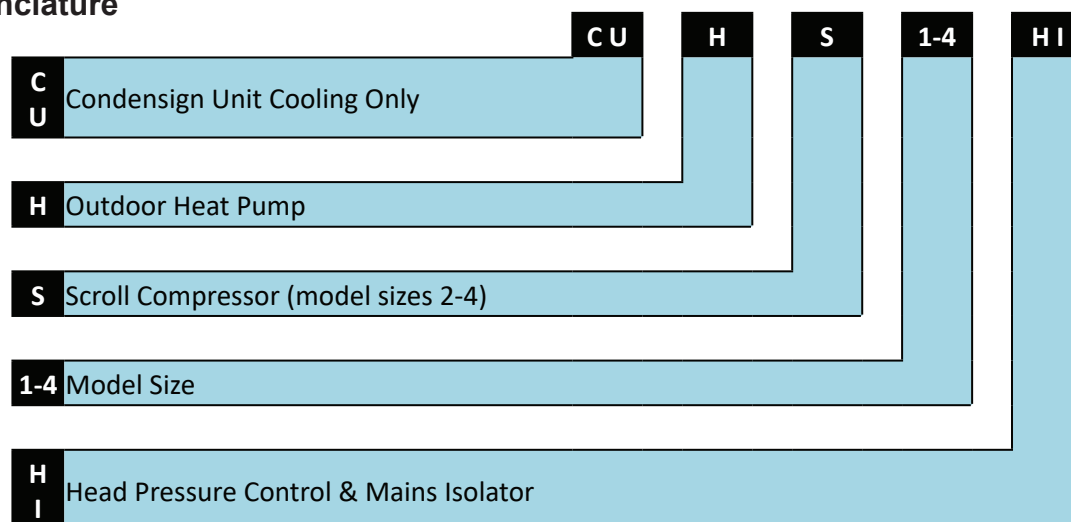 nclature
C U H S 1-4 H I
C
U
Condensign Unit Cooling Only
H Outdoor Heat Pump
S Scroll Compressor (model sizes 2-4)
1-4 Model Size
H
I
Head Pressure Control & Mains Isolator